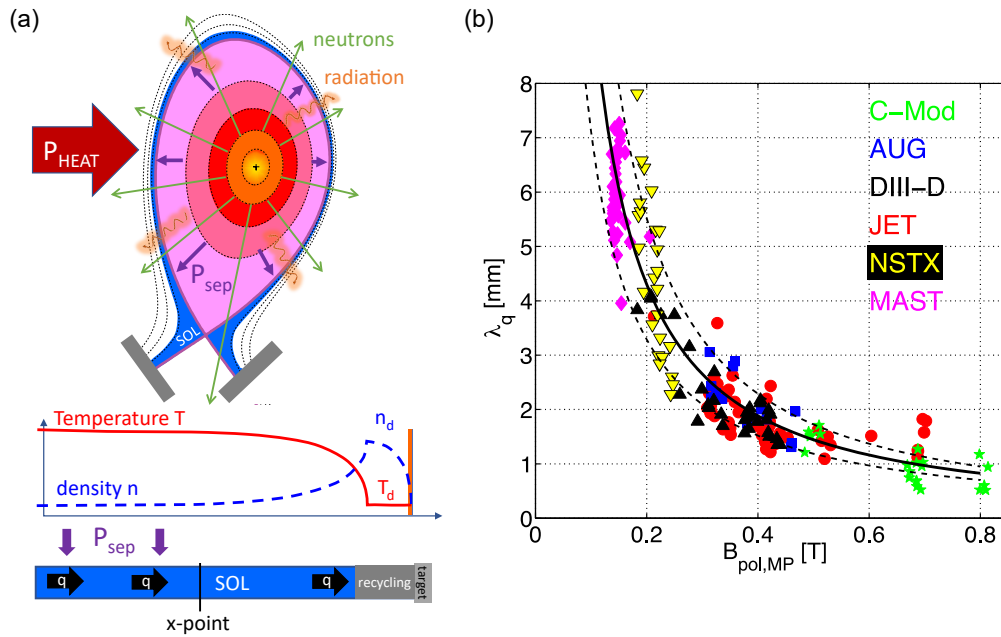 (a)
neutrons
radiation
P_HEAT
P_sep
SOL
Temperature T
n_d
density n
T_d
P_sep
q
q
SOL
q
recycling
target
x-point
(b)
8
7
6
5
4
3
2
1
0
λ_q [mm]
C-Mod
AUG
DIII-D
JET
NSTX
MAST
0
0.2
0.4
0.6
0.8
B_pol,MP [T]